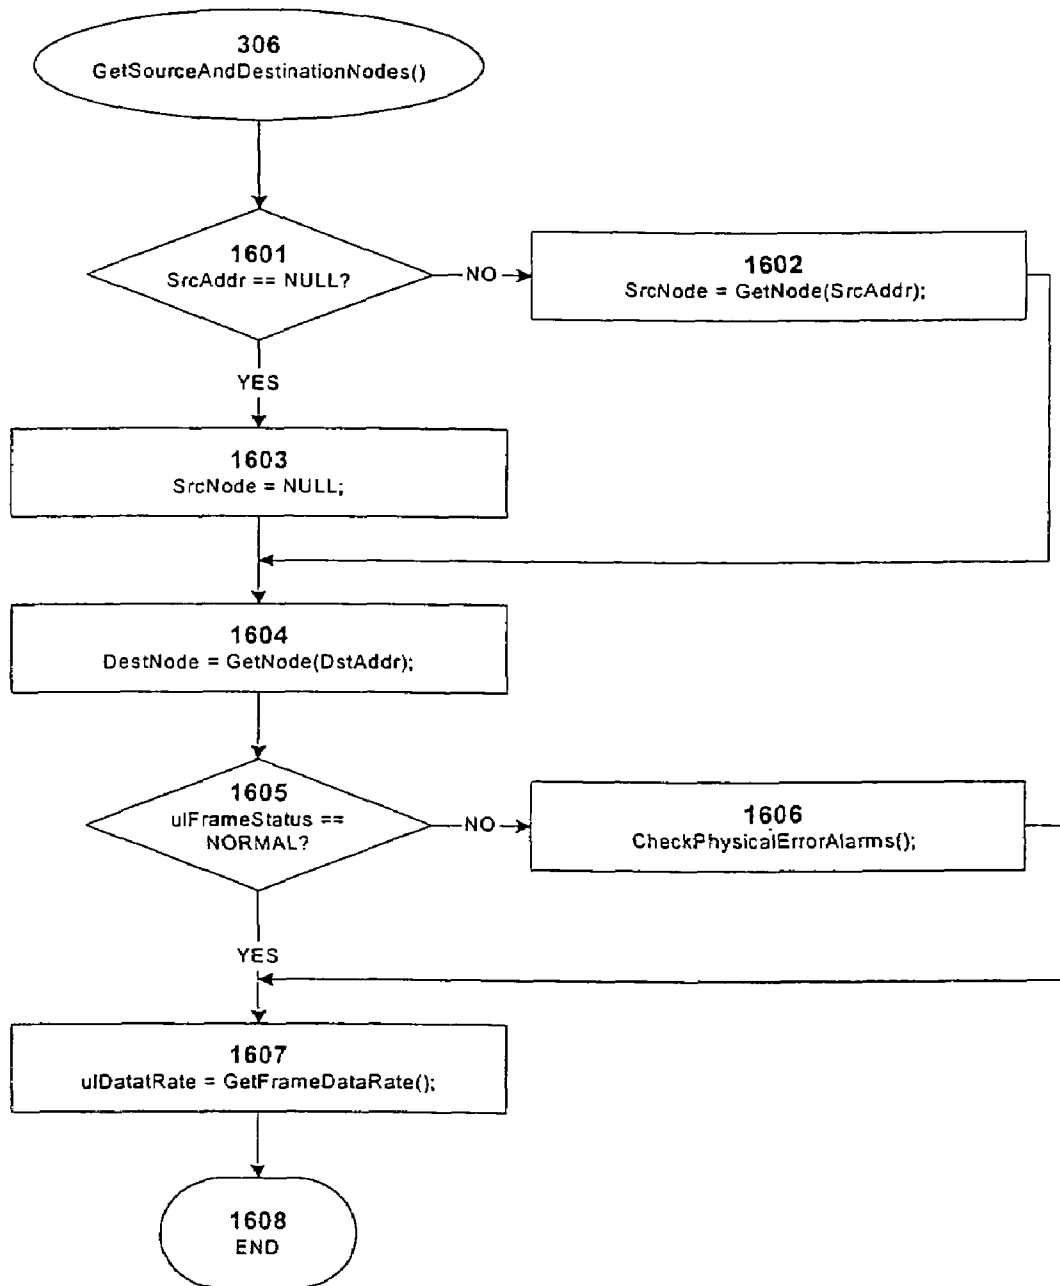 306
GetSourceAndDestinationNodes()
1601
SrcAddr == NULL?
NO
1602
SrcNode = GetNode(SrcAddr);
YES
1603
SrcNode = NULL;
1604
DestNode = GetNode(DstAddr);
1605
ulFrameStatus ==
NORMAL?
NO
1606
CheckPhysicalErrorAlarms();
YES
1607
ulDatatRate = GetFrameDataRate();
1608
END